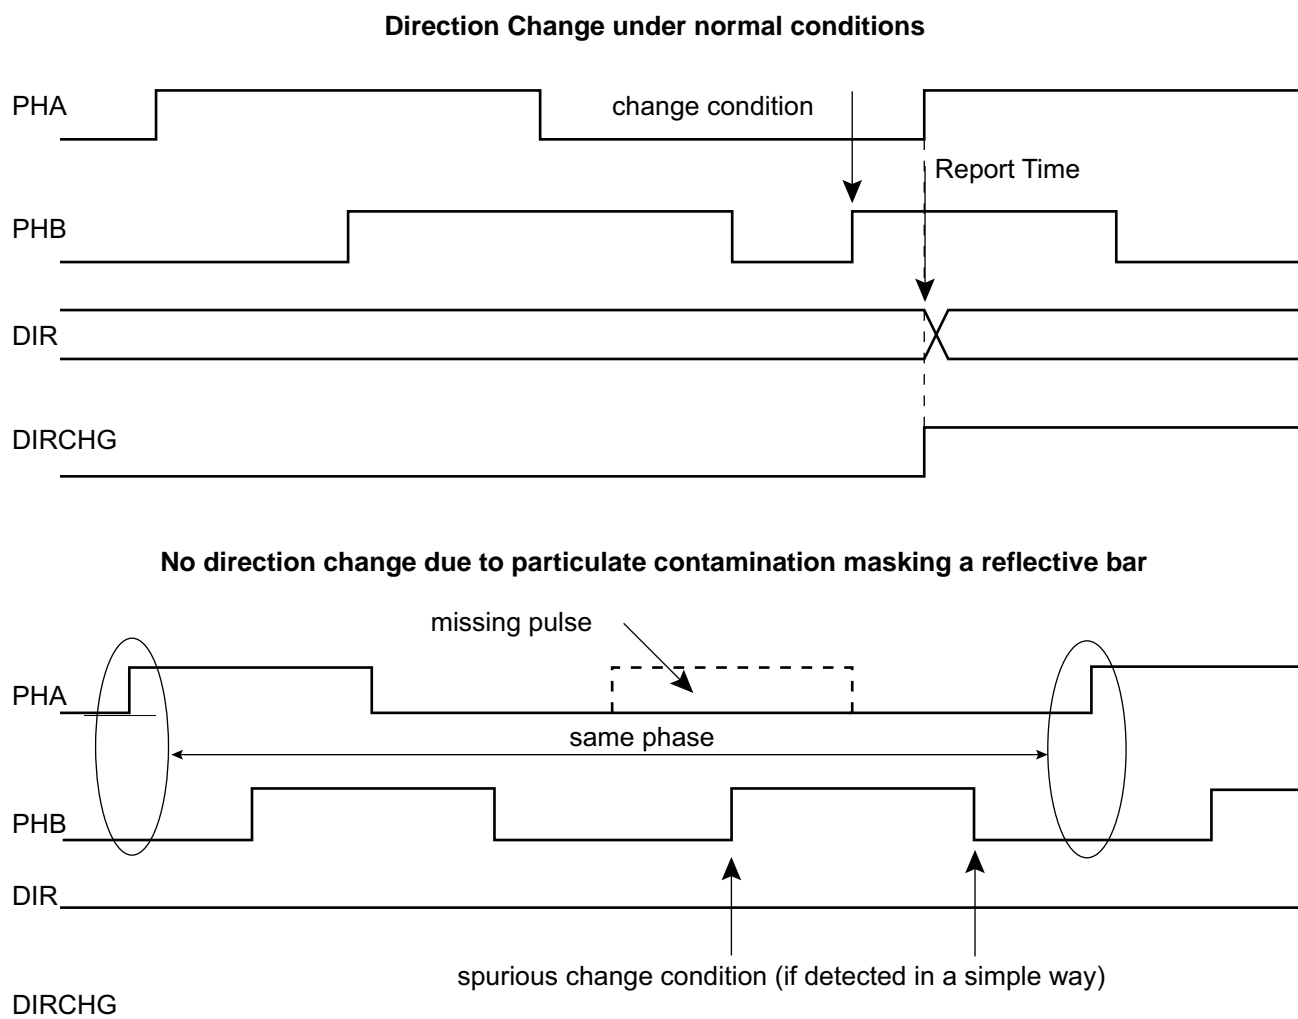 Direction Change under normal conditions
PHA
change condition
Report Time
PHB
DIR
DIRCHG
No direction change due to particulate contamination masking a reflective bar
missing pulse
PHA
same phase
PHB
DIR
spurious change condition (if detected in a simple way)
DIRCHG